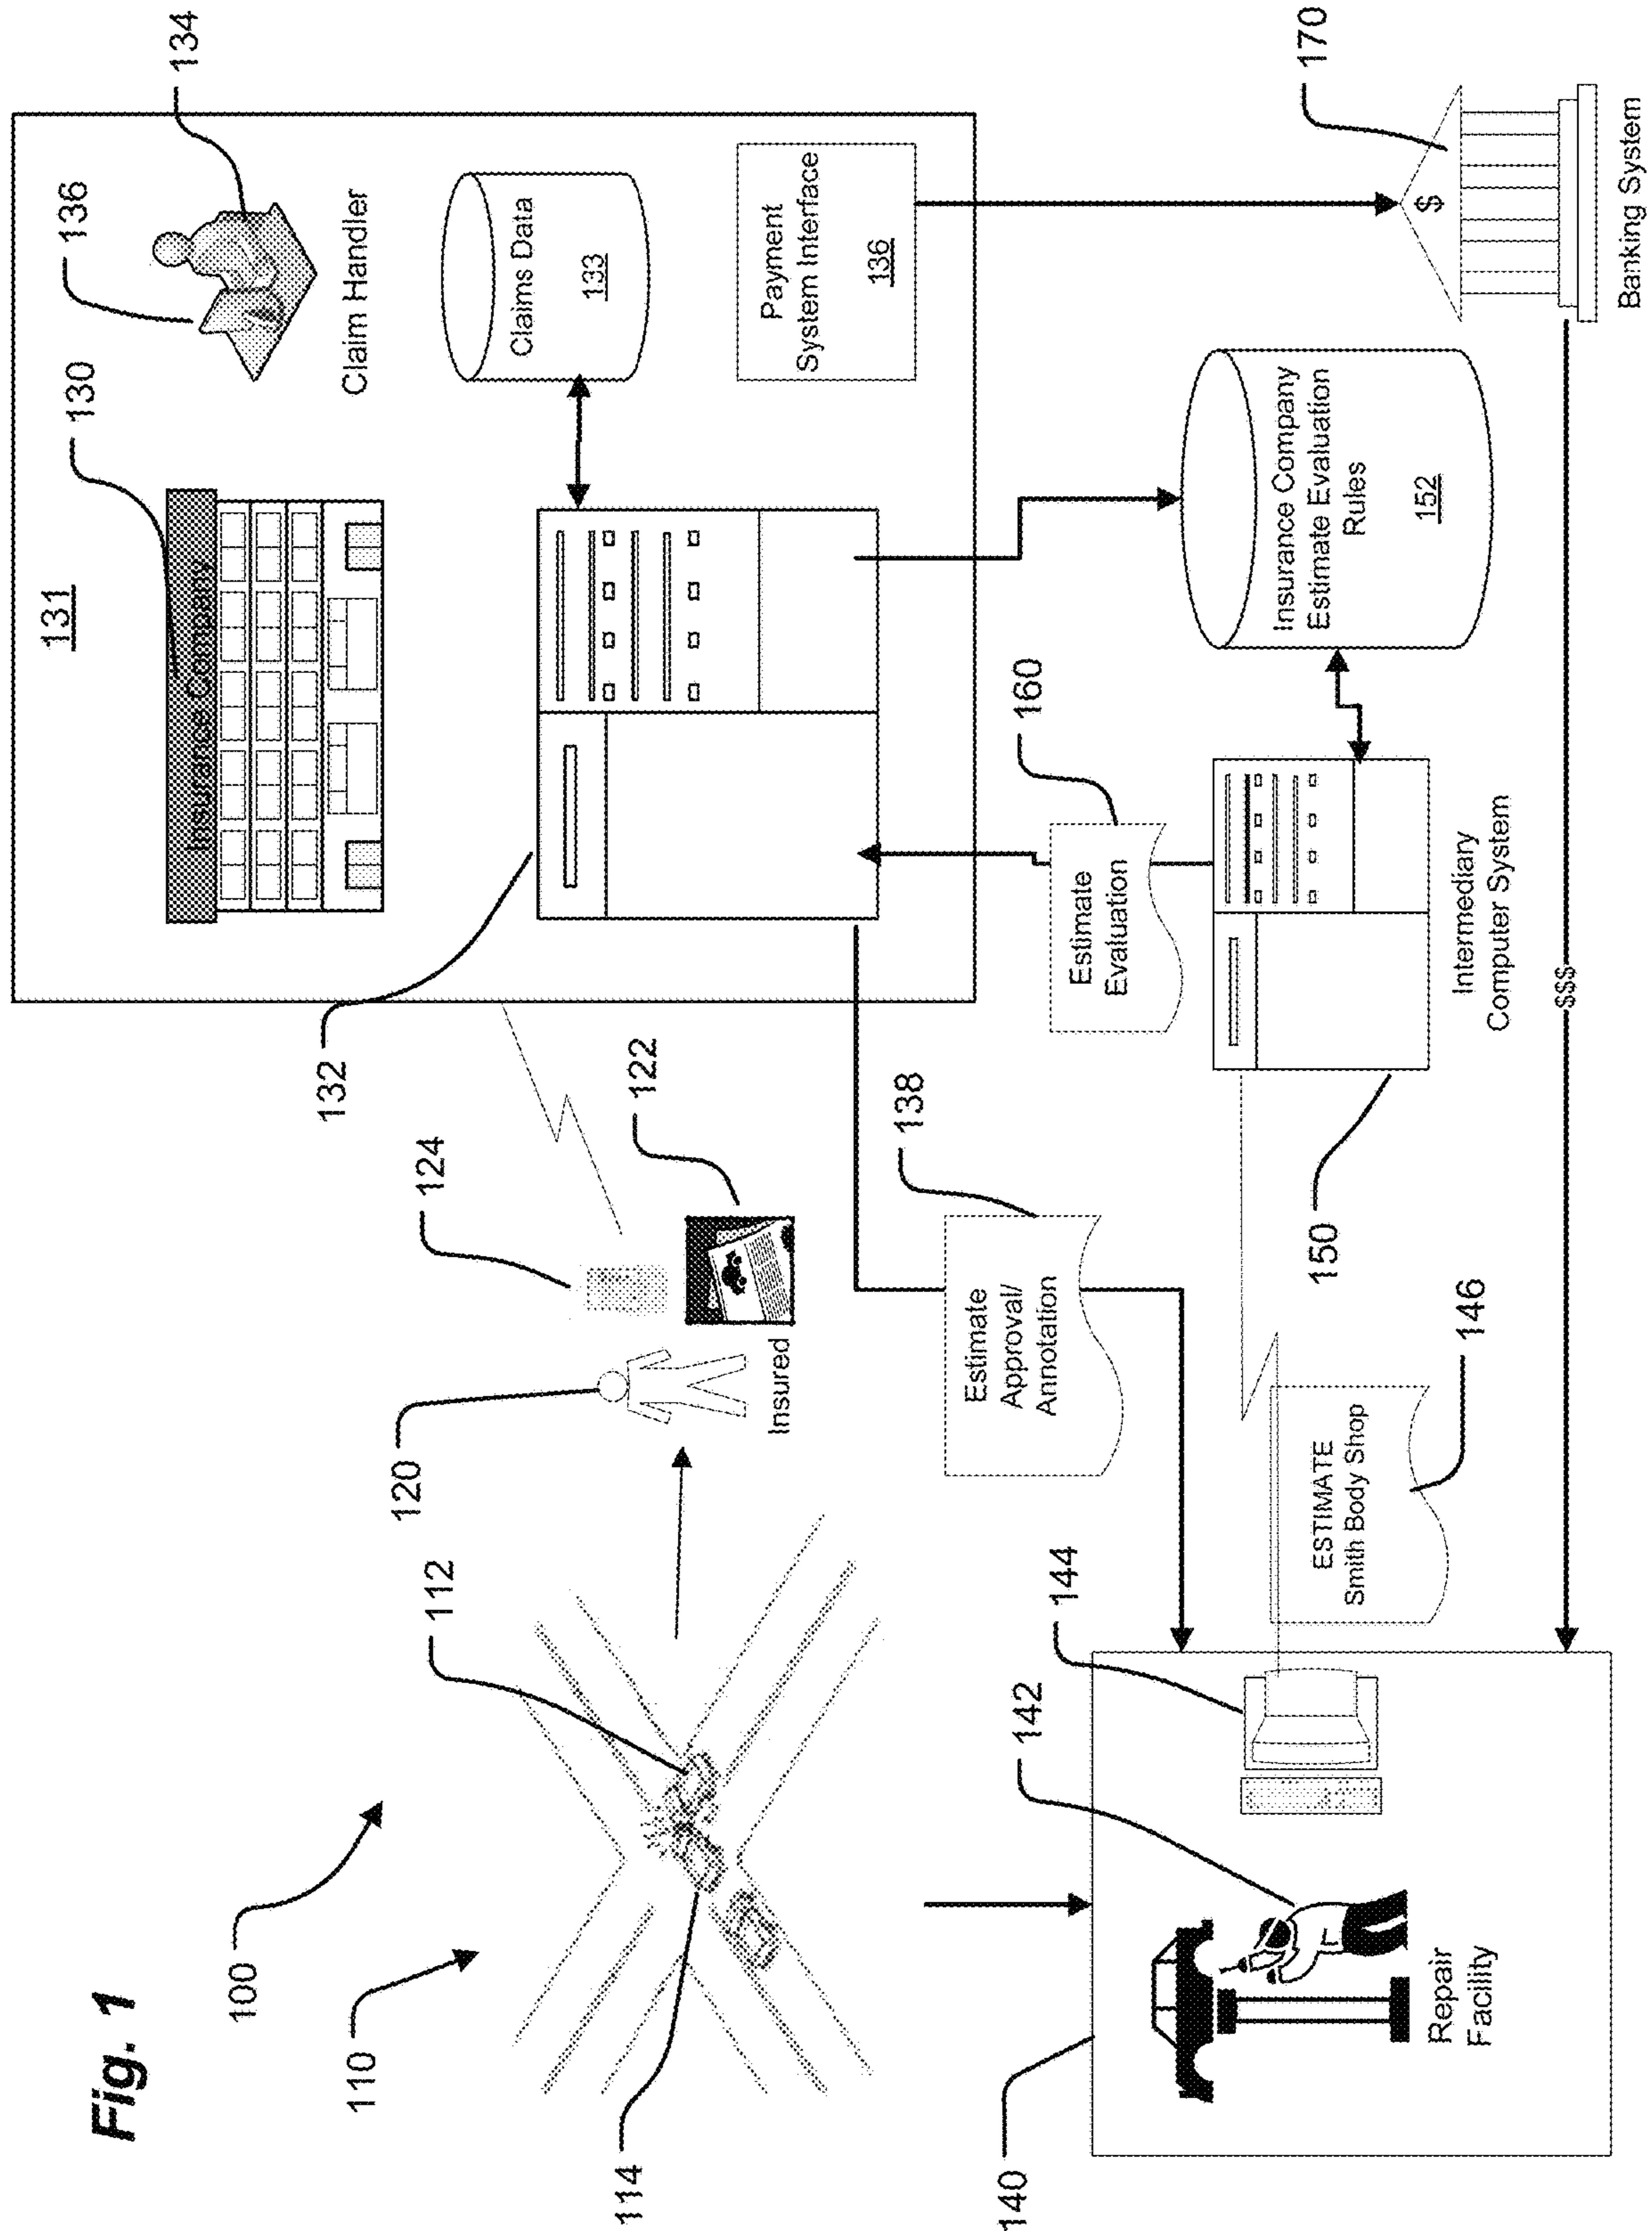 Fig. 1
100
110
112
114
120
Insured
124
122
131
130
Insurance Company
136
134
Claim Handler
132
Claims Data
133
Payment
System Interface
136
138
Estimate
Approval/
Annotation
160
Estimate
Evaluation
Insurance Company
Estimate Evaluation
Rules
152
170
$
Banking System
150
Intermediary
Computer System
146
ESTIMATE
Smith Body Shop
144
142
140
Repair
Facility
$$$